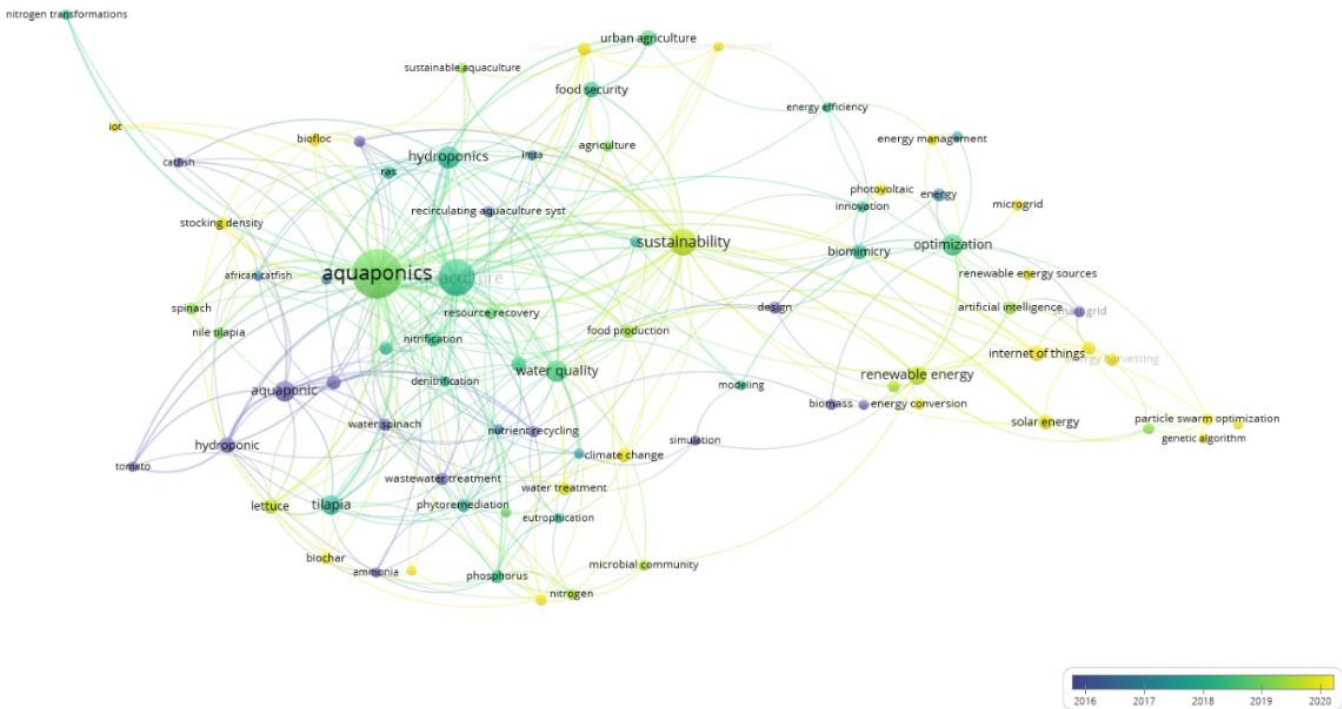 nitrogen transformations
urban agriculture
sustainable aquaculture
food security
energy efficiency
iot
biofloc
energy management
agriculture
hydroponics
imta
catfish
ras
photovoltaic
energy
microgrid
innovation
recirculating aquaculture syst
stocking density
sustainability
optimization
biomimicry
aquaponics
african catfish
renewable energy sources
spinach
design
artificial intelligence
smart grid
resource recovery
nile tilapia
food production
nitrification
internet of things
energy harvesting
water quality
renewable energy
denitrification
modeling
aquaponic
biomass
energy conversion
particle swarm optimization
solar energy
water spinach
nutrient recycling
genetic algorithm
simulation
hydroponic
climate change
tomato
wastewater treatment
water treatment
lettuce
tilapia
phytoremediation
eutrophication
biochar
microbial community
ammonia
phosphorus
nitrogen
2016 2017 2018 2019 2020